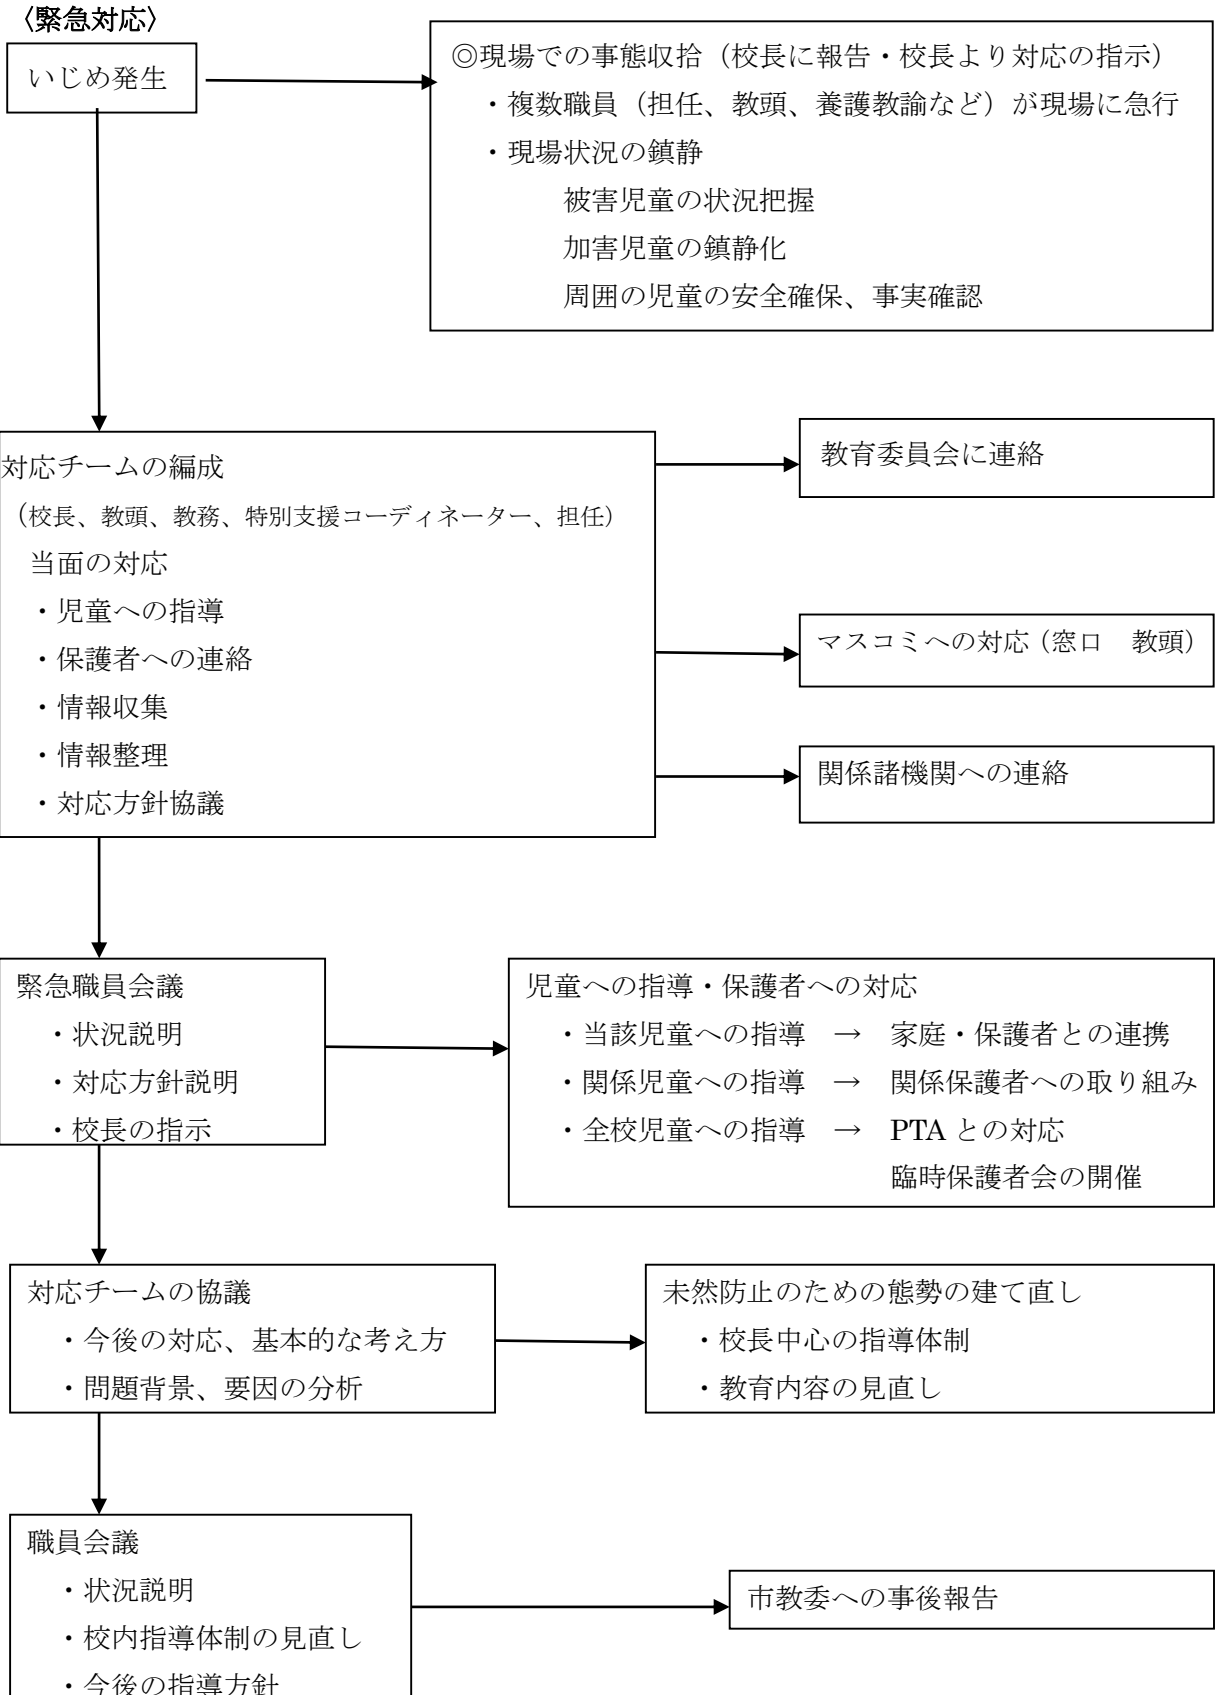 〈緊急対応〉
いじめ発生
◎現場での事態収拾（校長に報告・校長より対応の指示）
・複数職員（担任、教頭、養護教諭など）が現場に急行
・現場状況の鎮静
被害児童の状況把握
加害児童の鎮静化
周囲の児童の安全確保、事実確認
対応チームの編成
（校長、教頭、教務、特別支援コーディネーター、担任）
当面の対応
・児童への指導
・保護者への連絡
・情報収集
・情報整理
・対応方針協議
教育委員会に連絡
マスコミへの対応（窓口　教頭）
関係諸機関への連絡
緊急職員会議
・状況説明
・対応方針説明
・校長の指示
児童への指導・保護者への対応
・当該児童への指導　→　家庭・保護者との連携
・関係児童への指導　→　関係保護者への取り組み
・全校児童への指導　→　PTA との対応
臨時保護者会の開催
対応チームの協議
・今後の対応、基本的な考え方
・問題背景、要因の分析
未然防止のための態勢の建て直し
・校長中心の指導体制
・教育内容の見直し
職員会議
・状況説明
・校内指導体制の見直し
・今後の指導方針
市教委への事後報告